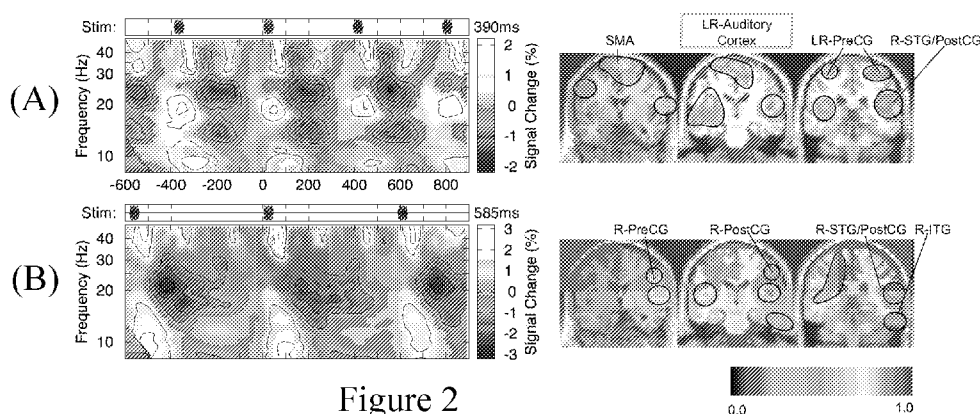 Stim:
390ms
(A)
Frequency (Hz)
40
30
20
10
-600 -400 -200 0 200 400 600 800
2
1
0
-1
-2
Signal Change (%)
SMA
LR-Auditory
Cortex
LR-PreCG
R-STG/PostCG
Stim:
585ms
(B)
Frequency (Hz)
40
30
20
10
3
2
1
0
-1
-2
-3
Signal Change (%)
R-PreCG
R-PostCG
R-STG/PostCG
R-ITG
0.0
1.0
Figure 2